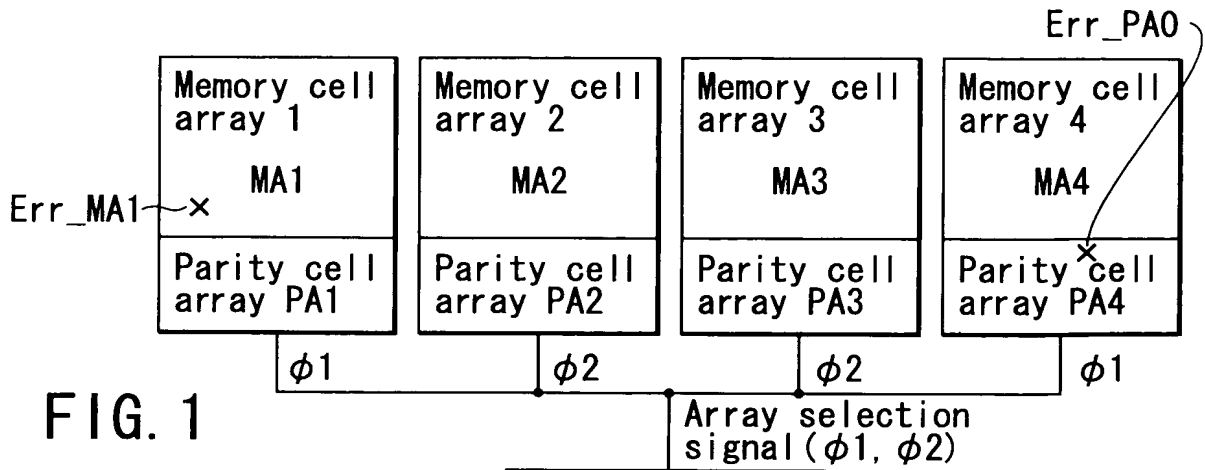 Err_PA0
Memory cell
array 1
MA1
Memory cell
array 2
MA2
Memory cell
array 3
MA3
Memory cell
array 4
MA4
Err_MA1
Parity cell
array PA1
Parity cell
array PA2
Parity cell
array PA3
Parity cell
array PA4
ϕ1
ϕ2
ϕ2
ϕ1
FIG. 1
Array selection
signal(ϕ1, ϕ2)